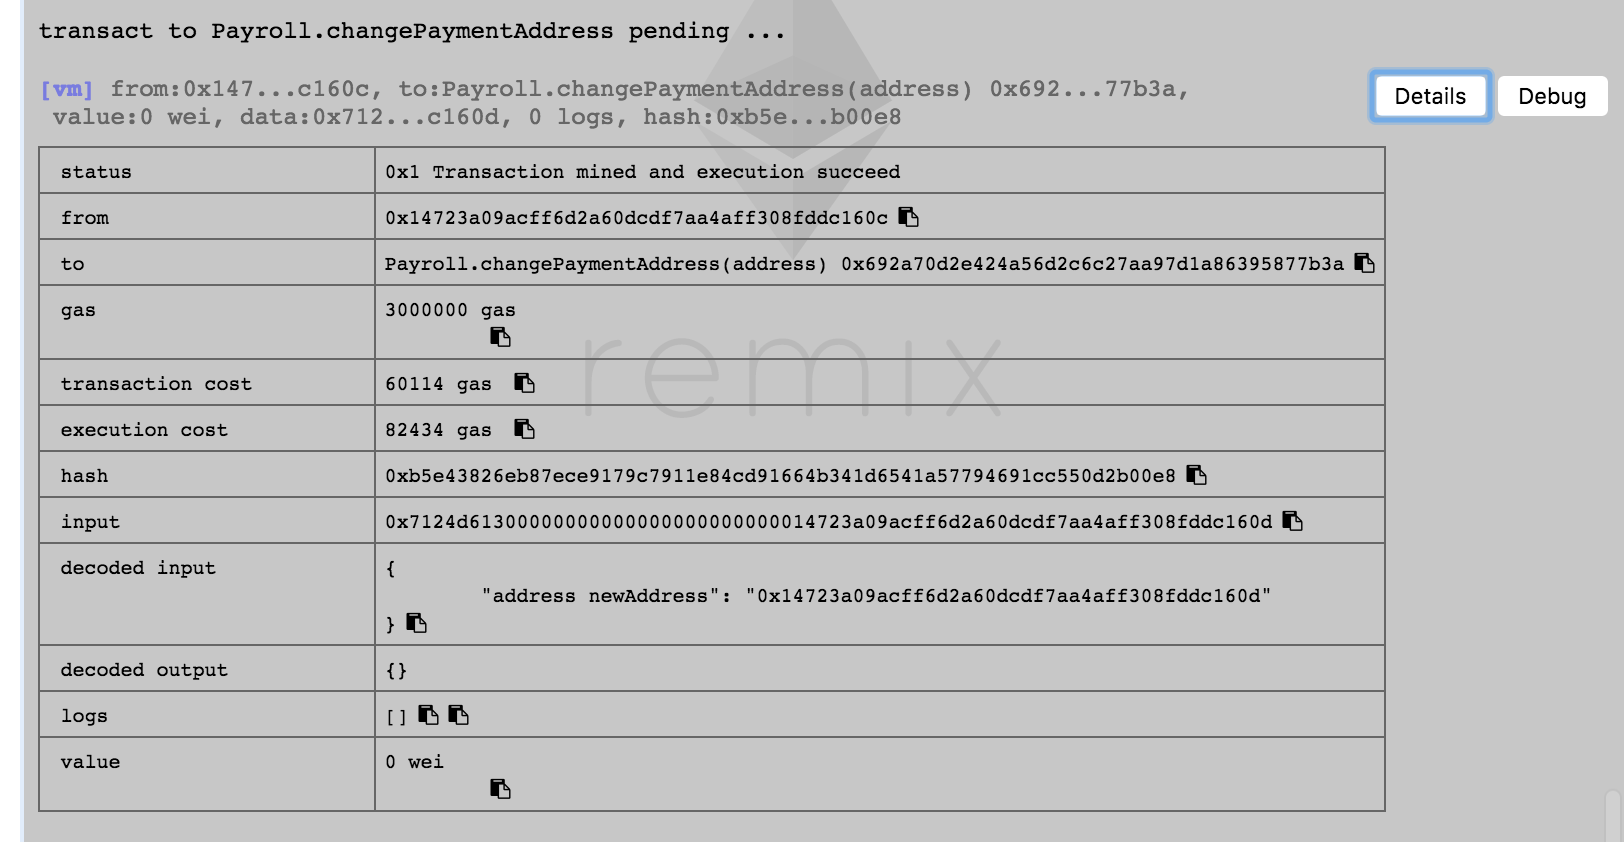 transact to Payroll.changePaymentAddress pending ...
[vm] from:0x147...c160c, to:Payroll.changePaymentAddress(address) 0x692...77b3a,
value:0 wei, data:0x712...c160d, 0 logs, hash:0xb5e...b00e8
Details Debug
status 0x1 Transaction mined and execution succeed
from 0x14723a09acff6d2a60dcdf7aa4aff308fddc160c
to Payroll.changePaymentAddress(address) 0x692a70d2e424a56d2c6c27aa97d1a86395877b3a
gas 3000000 gas
transaction cost 60114 gas
execution cost 82434 gas
hash 0xb5e43826eb87ece9179c7911e84cd91664b341d6541a57794691cc550d2b00e8
input 0x7124d61300000000000000000000000014723a09acff6d2a60dcdf7aa4aff308fddc160d
decoded input {
"address newAddress": "0x14723a09acff6d2a60dcdf7aa4aff308fddc160d"
}
decoded output {}
logs []
value 0 wei
remix